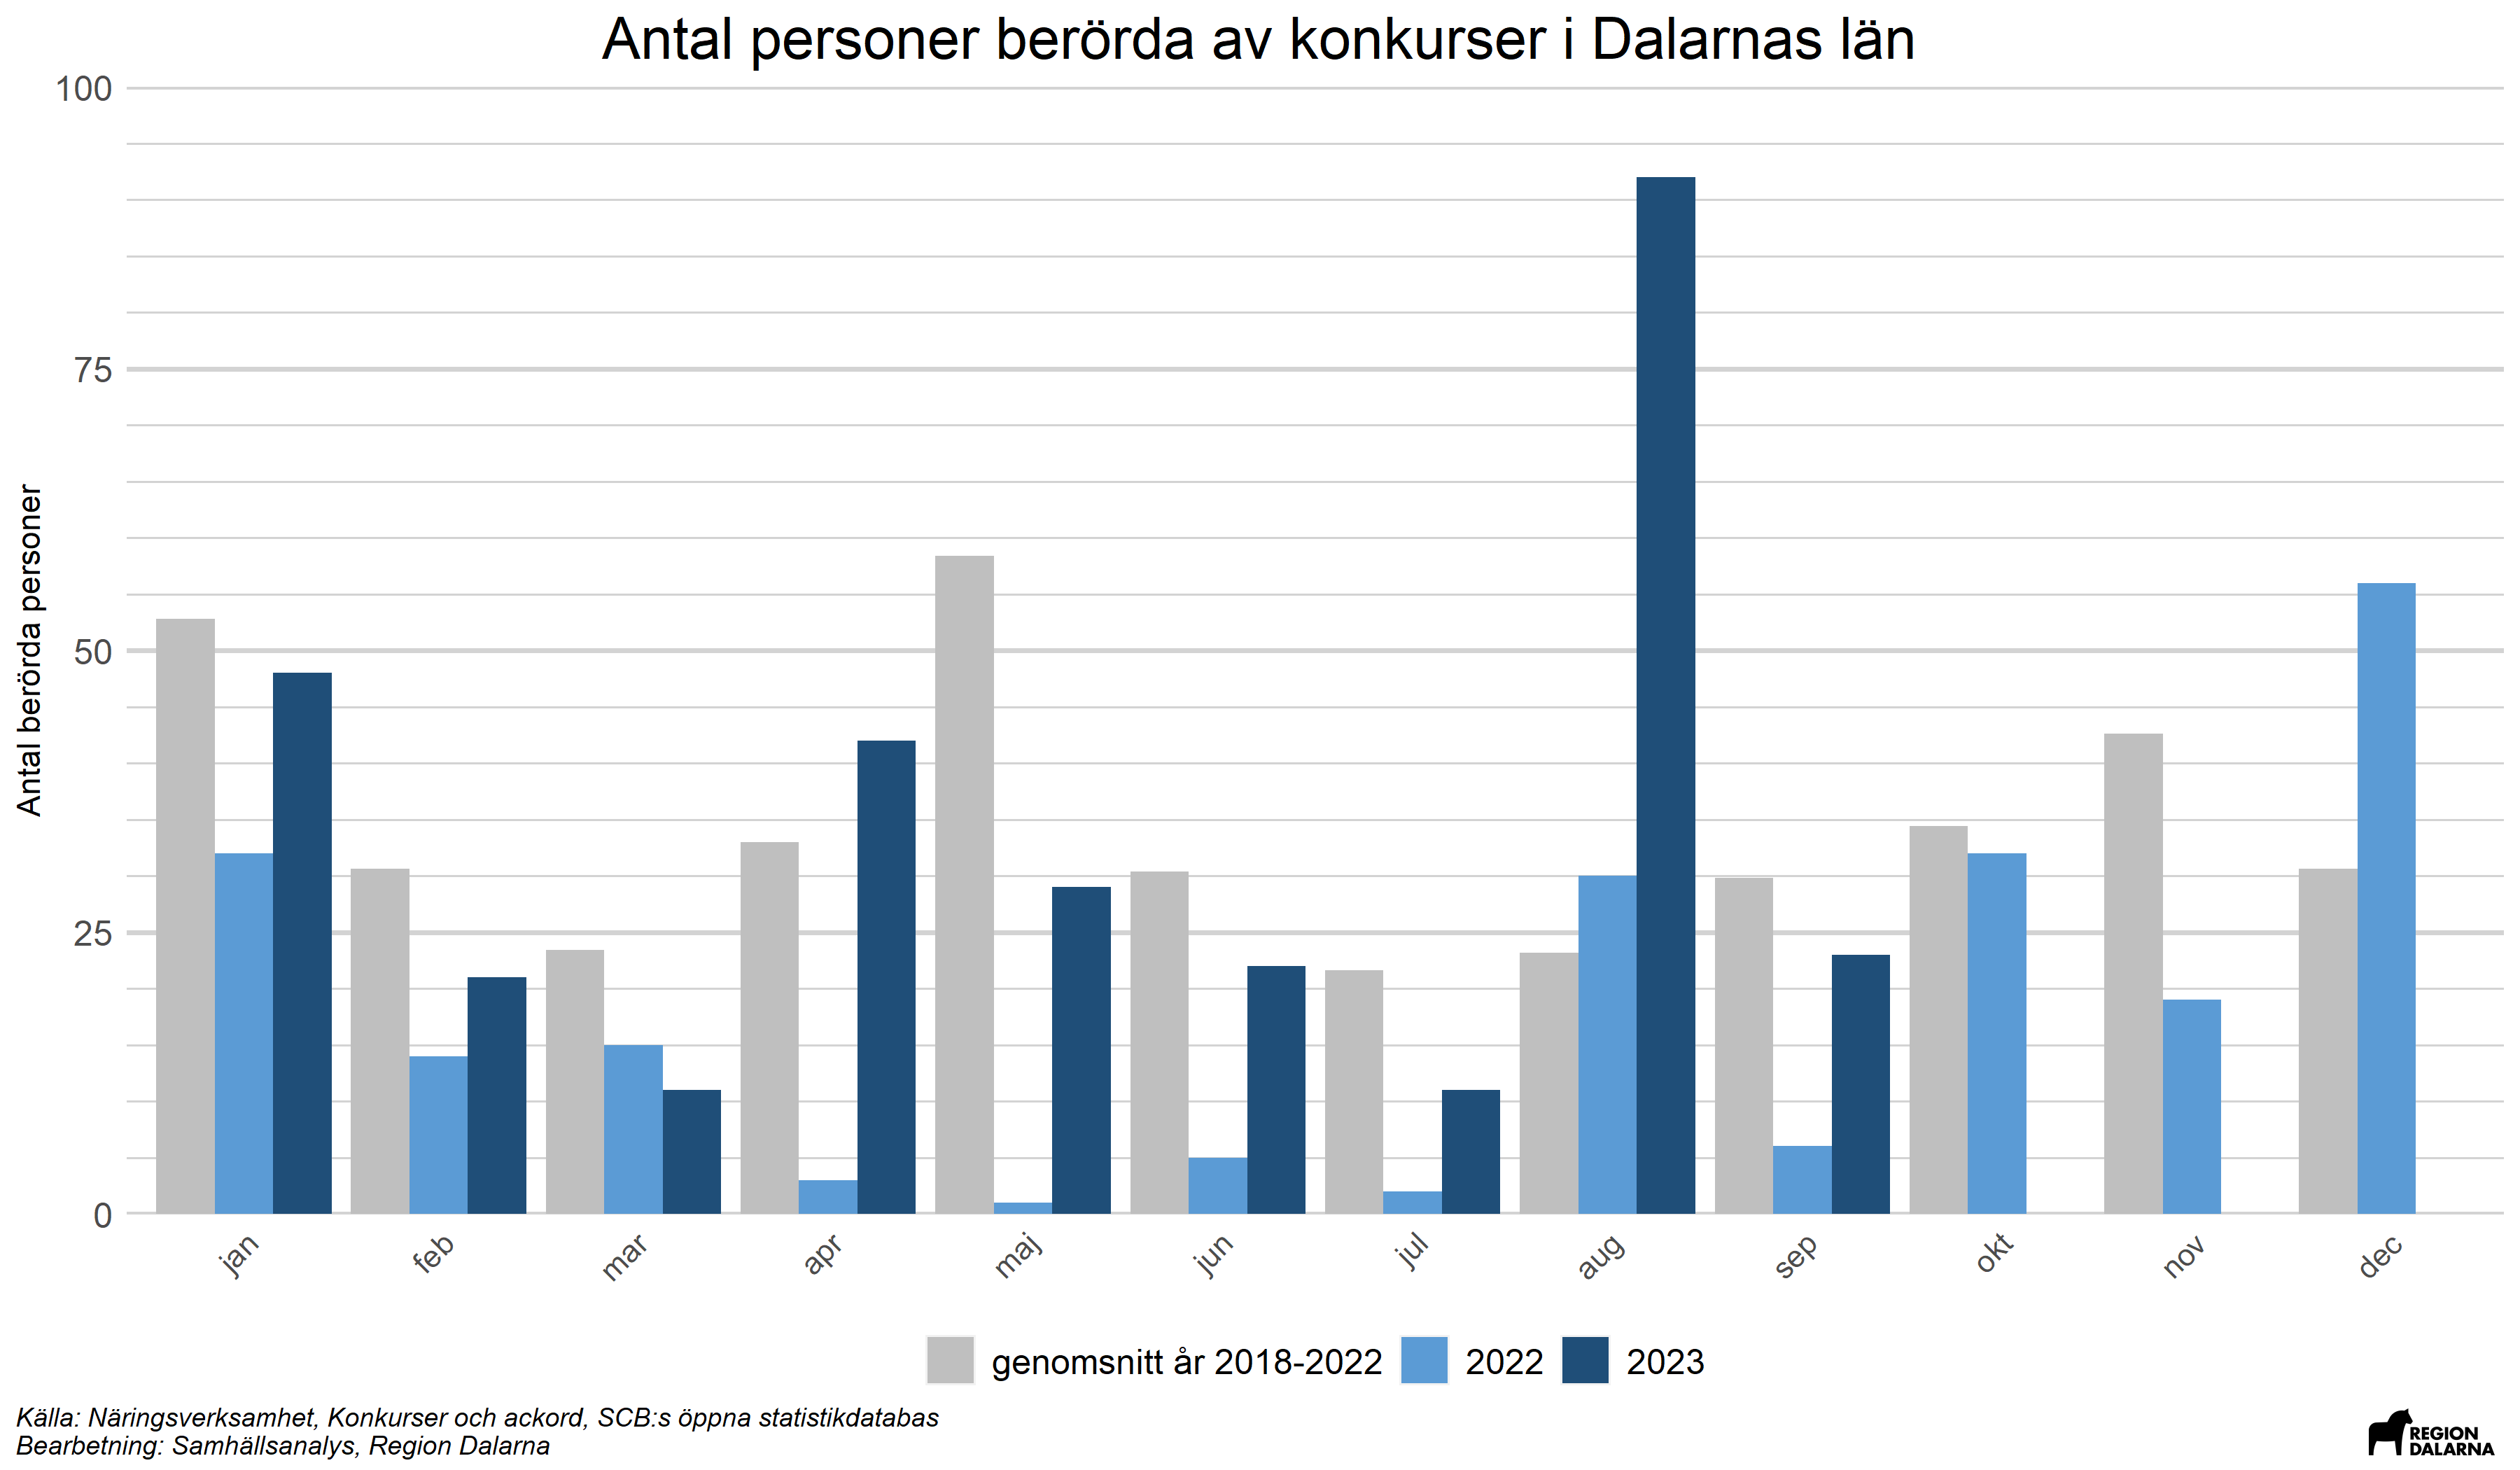 Antal personer berörda av konkurser i Dalarnas län
Antal berörda personer
100
75
50
25
0
jan
feb
mar
apr
maj
jun
jul
aug
sep
okt
nov
dec
genomsnitt år 2018-2022
2022
2023
Källa: Näringsverksamhet, Konkurser och ackord, SCB:s öppna statistikdatabas
Bearbetning: Samhällsanalys, Region Dalarna
REGION
DALARNA